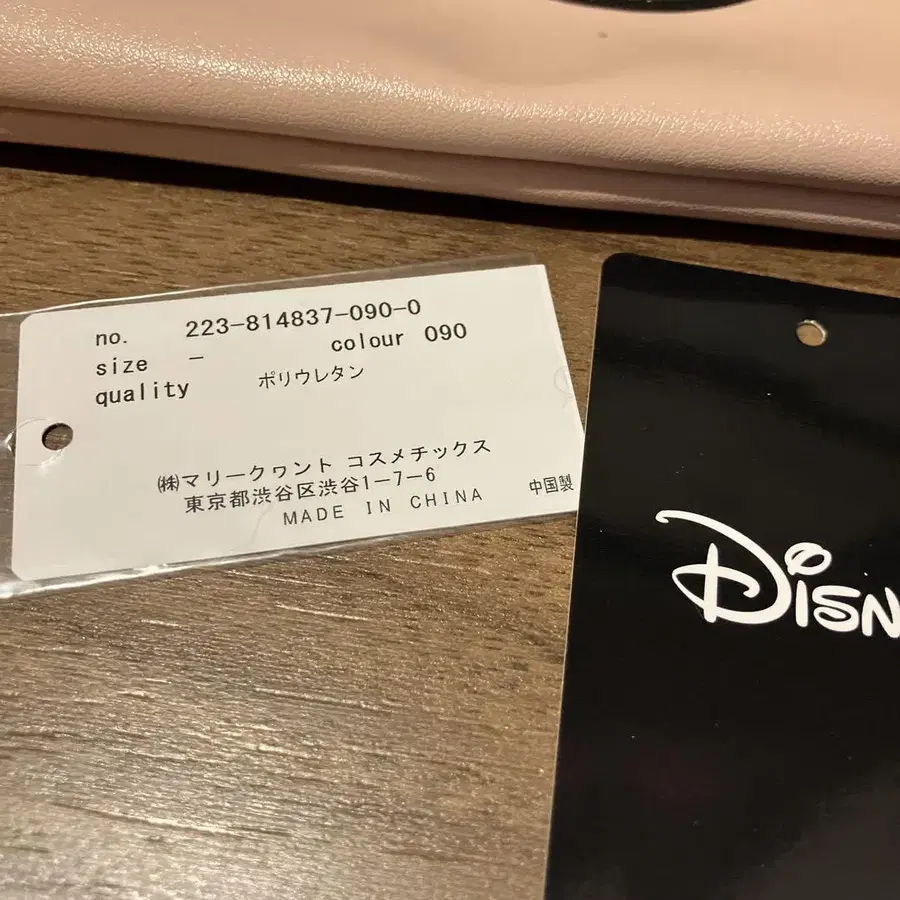 no. 223-814837-090-0
size - colour 090
quality ポリウレタン
㈱マリークヮント コスメチックス
東京都渋谷区渋谷1-7-6
MADE IN CHINA 中国製
DISN